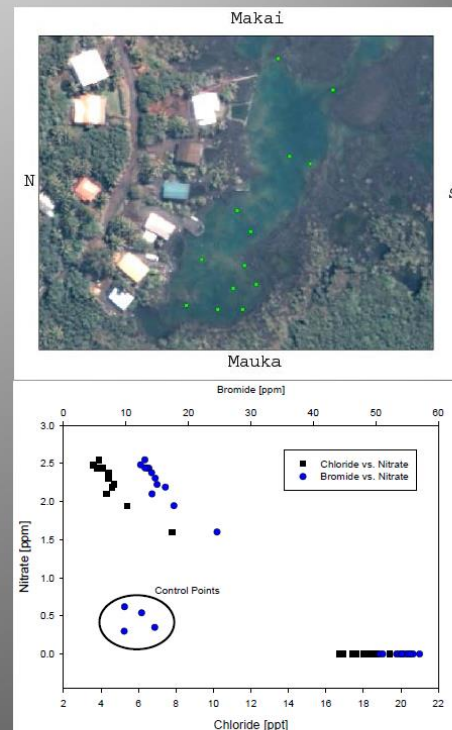 Makai
N
S
Mauka
Bromide [ppm]
0 10 20 30 40 50 60
3.0
2.5
2.0
1.5
1.0
0.5
0.0
Nitrate [ppm]
Chloride vs. Nitrate
Bromide vs. Nitrate
Control Points
2 4 6 8 10 12 14 16 18 20 22
Chloride [ppt]